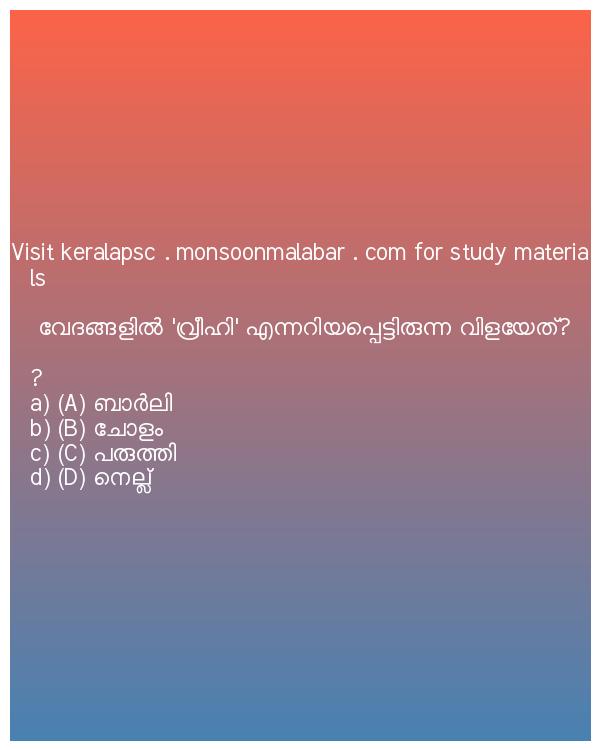 Visit keralapsc . monsoonmalabar . com for study materia
ls
വേദങ്ങളിൽ 'വ്രീഹി' എന്നറിയപ്പെട്ടിരുന്ന വിളയേത്?
?
a) (A) ബാർലി
b) (B) ചോളം
c) (C) പരുത്തി
d) (D) നെല്ല്